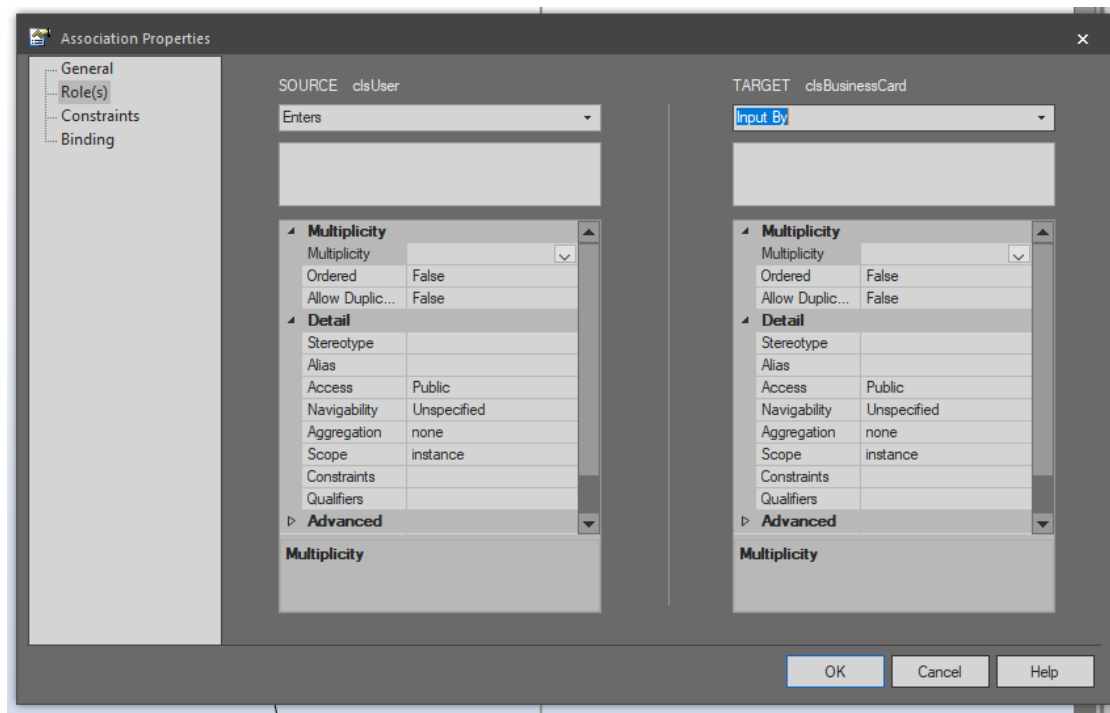 Association Properties
General
Role(s)
Constraints
Binding
SOURCE clsUser
Enters
Multiplicity
Multiplicity
Ordered False
Allow Duplic... False
Detail
Stereotype
Alias
Access Public
Navigability Unspecified
Aggregation none
Scope instance
Constraints
Qualifiers
Advanced
Multiplicity
TARGET clsBusinessCard
Input By
Multiplicity
Multiplicity
Ordered False
Allow Duplic... False
Detail
Stereotype
Alias
Access Public
Navigability Unspecified
Aggregation none
Scope instance
Constraints
Qualifiers
Advanced
Multiplicity
OK Cancel Help